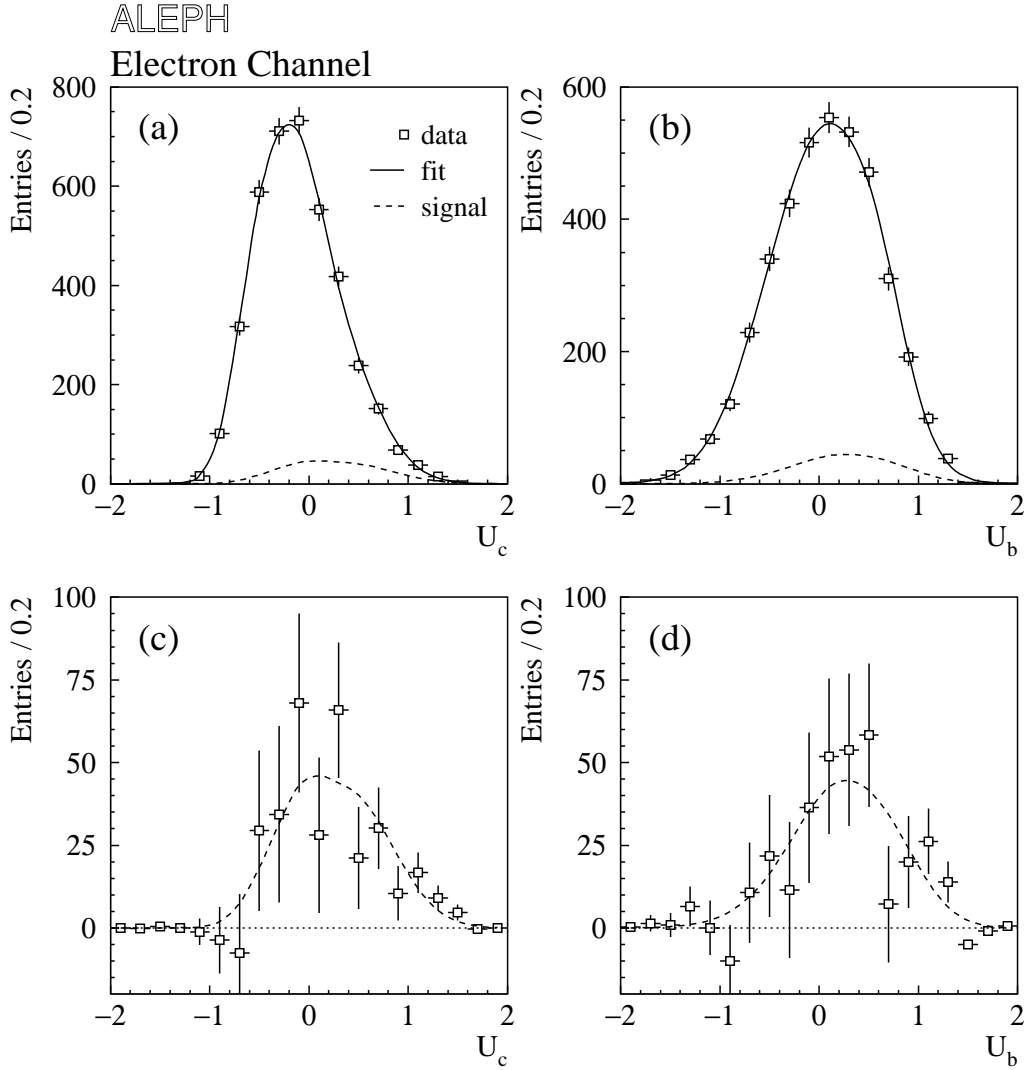 ALEPH
Electron Channel
Entries / 0.2
800
600
400
200
0
(a)
data
fit
signal
−2
−1
0
1
2
U_c
Entries / 0.2
600
400
200
0
(b)
−2
−1
0
1
2
U_b
Entries / 0.2
100
75
50
25
0
(c)
−2
−1
0
1
2
U_c
Entries / 0.2
100
75
50
25
0
(d)
−2
−1
0
1
2
U_b